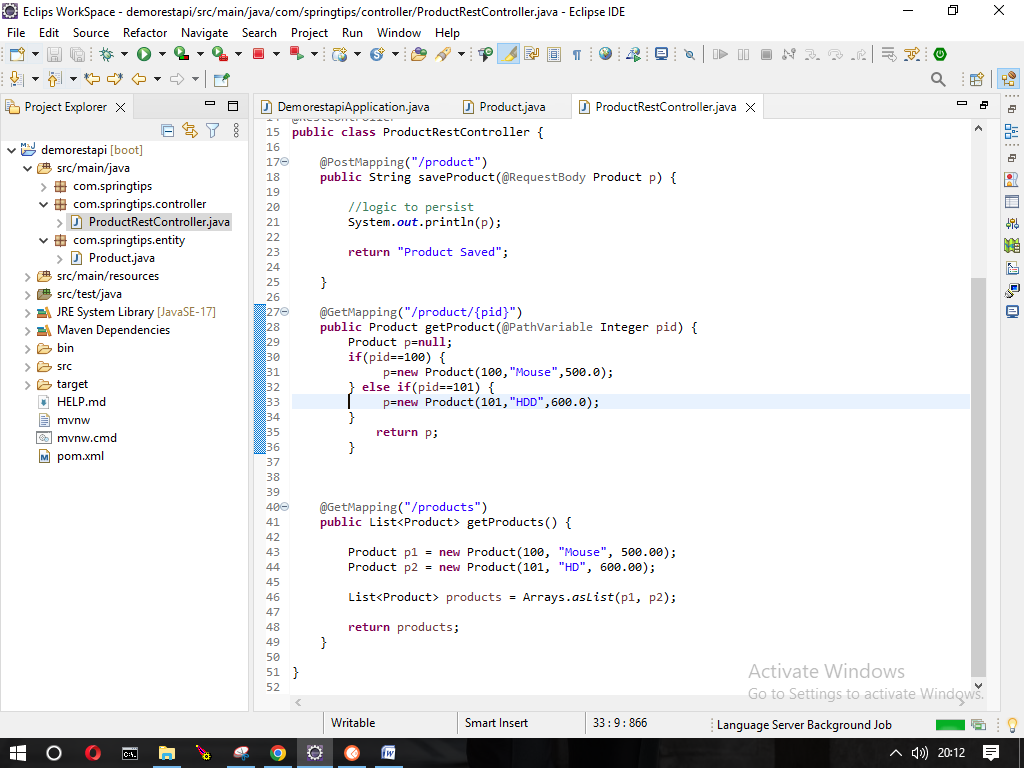 Eclips WorkSpace - demorestapi/src/main/java/com/springtips/controller/ProductRestController.java - Eclipse IDE
File Edit Source Refactor Navigate Search Project Run Window Help
Project Explorer
DemorestapiApplication.java Product.java ProductRestController.java
demorestapi [boot]
src/main/java
com.springtips
com.springtips.controller
ProductRestController.java
com.springtips.entity
Product.java
src/main/resources
src/test/java
JRE System Library [JavaSE-17]
Maven Dependencies
bin
src
target
HELP.md
mvnw
mvnw.cmd
pom.xml
14 @RestController
15 public class ProductRestController {
16
17 @PostMapping("/product")
18 public String saveProduct(@RequestBody Product p) {
19
20 //logic to persist
21 System.out.println(p);
22
23 return "Product Saved";
24
25 }
26
27 @GetMapping("/product/{pid}")
28 public Product getProduct(@PathVariable Integer pid) {
29 Product p=null;
30 if(pid==100) {
31 p=new Product(100,"Mouse",500.0);
32 } else if(pid==101) {
33 p=new Product(101,"HDD",600.0);
34 }
35 return p;
36 }
37
38
39
40 @GetMapping("/products")
41 public List<Product> getProducts() {
42
43 Product p1 = new Product(100, "Mouse", 500.00);
44 Product p2 = new Product(101, "HD", 600.00);
45
46 List<Product> products = Arrays.asList(p1, p2);
47
48 return products;
49 }
50
51 }
52
Activate Windows
Go to Settings to activate Windows.
Writable Smart Insert 33 : 9 : 866 Language Server Background Job
20:12